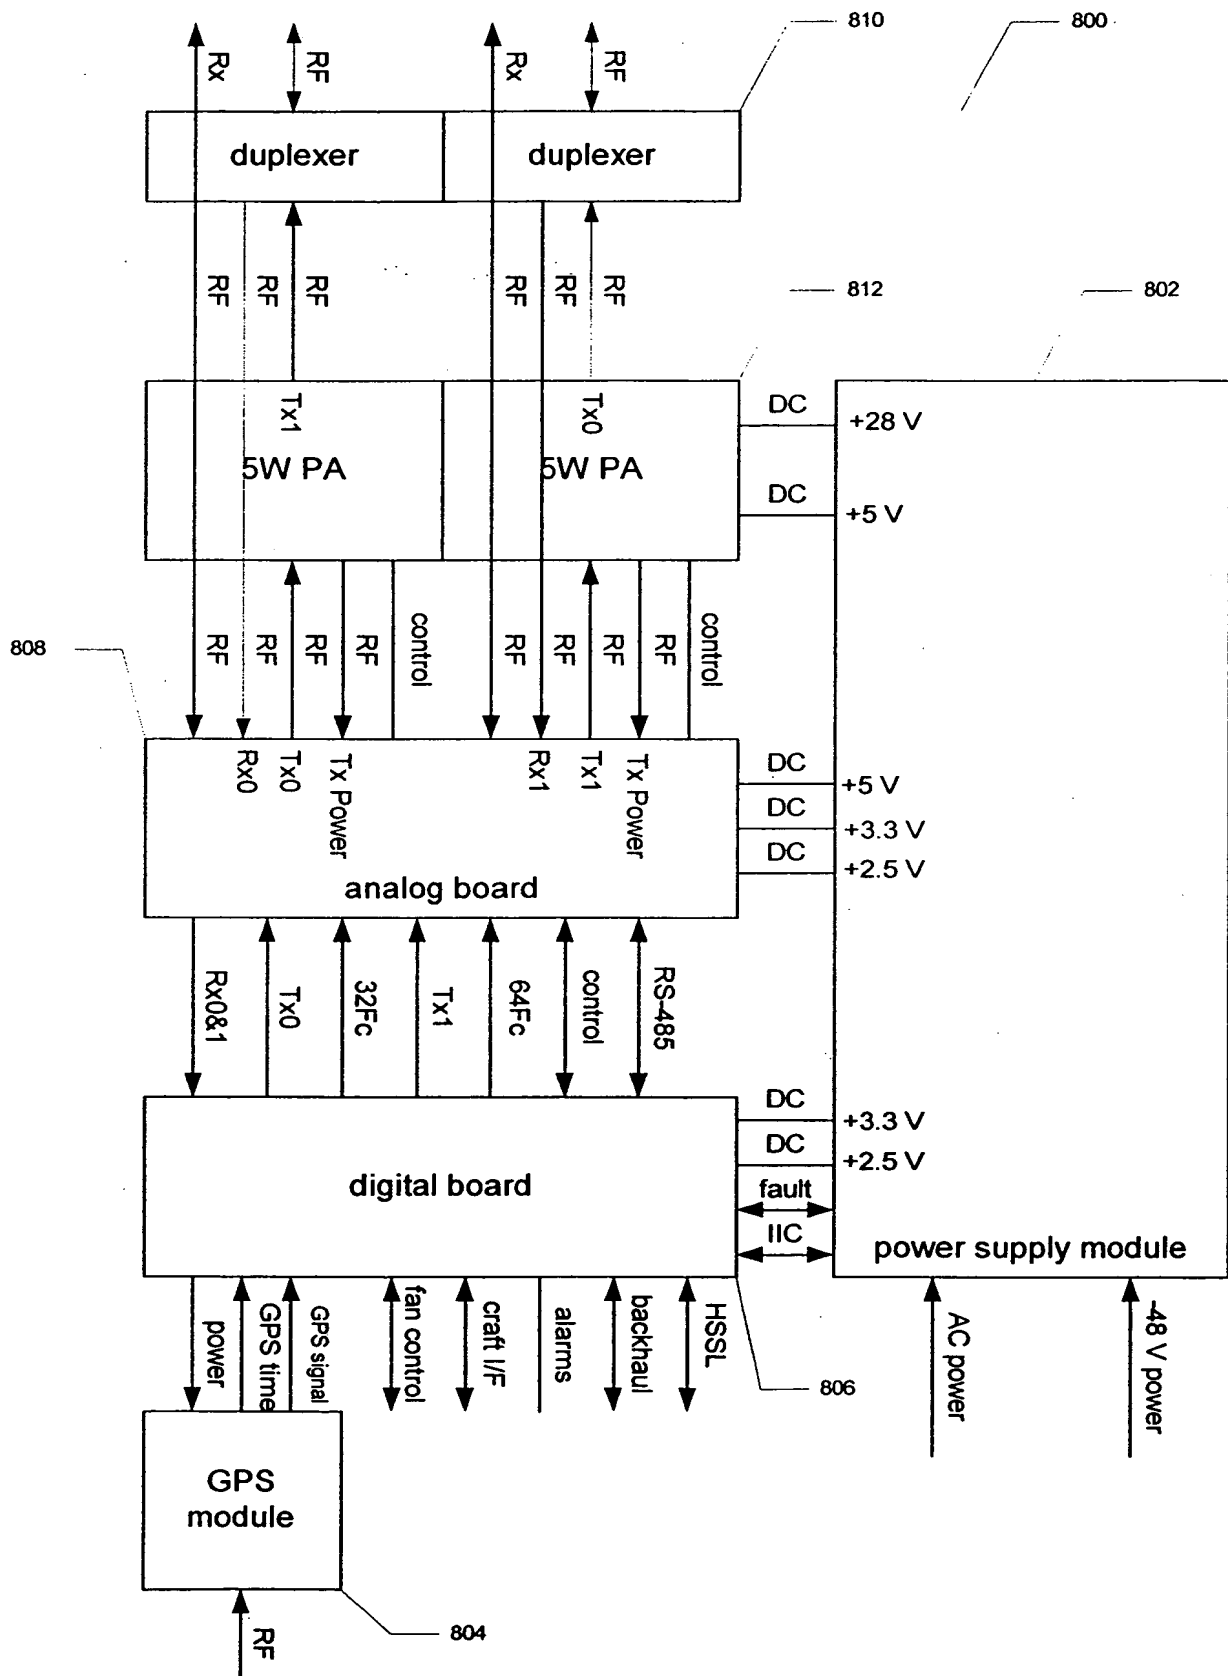 810
800
Rx
RF
Rx
RF
duplexer
duplexer
RF
RF
RF
RF
RF
RF
812
802
Tx1
Tx0
DC
+28 V
5W PA
5W PA
DC
+5 V
808
RF
RF
RF
RF
control
RF
RF
RF
RF
control
Rx0
Tx0
Tx Power
Rx1
Tx1
Tx Power
DC
+5 V
DC
+3.3 V
DC
+2.5 V
analog board
Rx0&1
Tx0
32Fc
Tx1
64Fc
control
RS-485
DC
+3.3 V
DC
+2.5 V
digital board
fault
IIC
power supply module
power
GPS time
GPS signal
fan control
craft I/F
alarms
backhaul
HSSL
806
AC power
-48 V power
GPS
module
804
RF